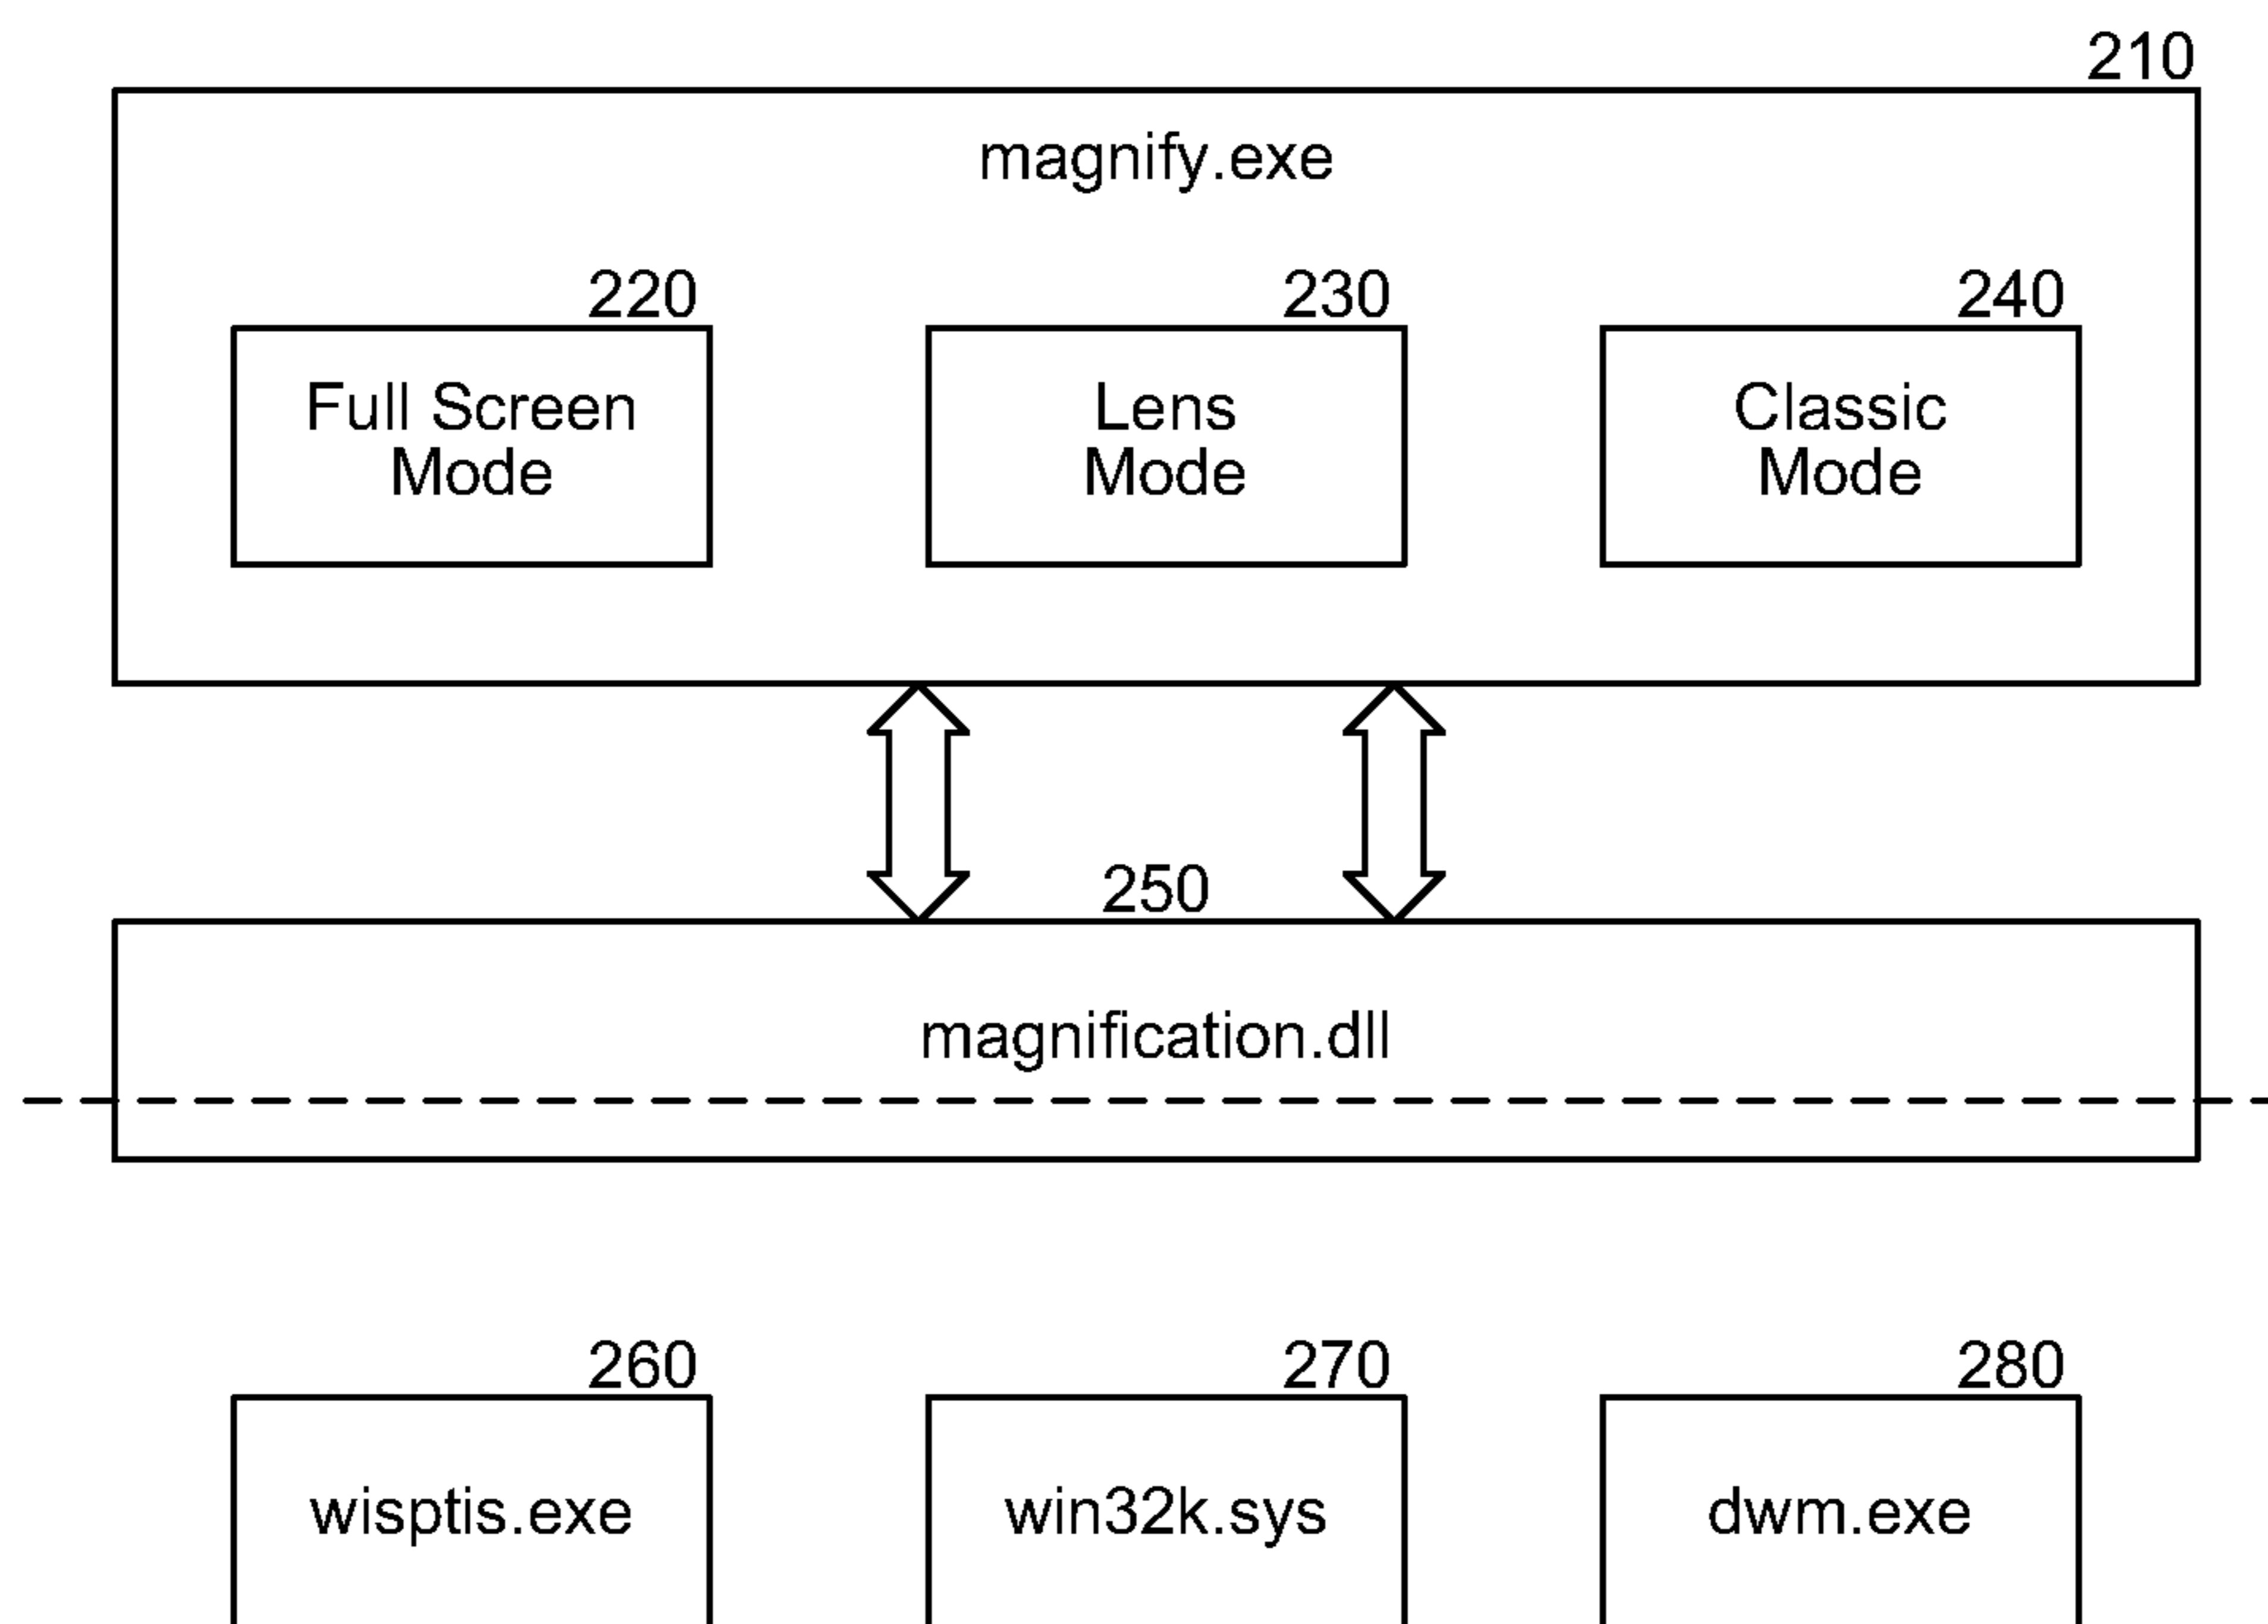 210
magnify.exe
220
Full Screen
Mode
230
Lens
Mode
240
Classic
Mode
250
magnification.dll
260
wisptis.exe
270
win32k.sys
280
dwm.exe